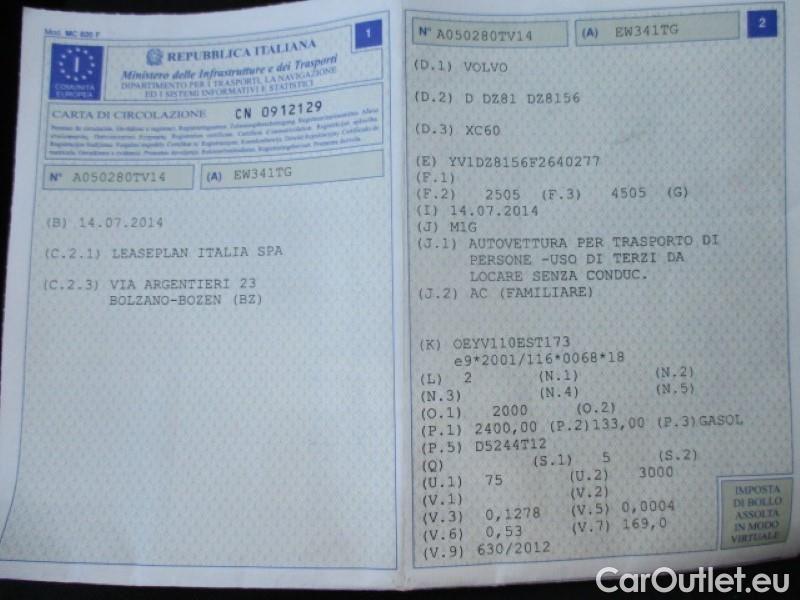 Mod. MC 820 F
1
REPUBBLICA ITALIANA
Ministero delle Infrastrutture e dei Trasporti
DIPARTIMENTO PER I TRASPORTI, LA NAVIGAZIONE
ED I SISTEMI INFORMATIVI E STATISTICI
I
COMUNITÀ
EUROPEA
CARTA DI CIRCOLAZIONE CN 0912129
N° A050280TV14 (A) EW341TG
(B) 14.07.2014
(C.2.1) LEASEPLAN ITALIA SPA
(C.2.3) VIA ARGENTIERI 23
BOLZANO-BOZEN (BZ)
N° A050280TV14 (A) EW341TG
2
(D.1) VOLVO
(D.2) D DZ81 DZ8156
(D.3) XC60
(E) YV1DZ8156F2640277
(F.1)
(F.2) 2505 (F.3) 4505 (G)
(I) 14.07.2014
(J) M1G
(J.1) AUTOVETTURA PER TRASPORTO DI
PERSONE -USO DI TERZI DA
LOCARE SENZA CONDUC.
(J.2) AC (FAMILIARE)
(K) OEYV110EST173
e9*2001/116*0068*18
(L) 2 (N.1) (N.2)
(N.3) (N.4) (N.5)
(O.1) 2000 (O.2)
(P.1) 2400,00 (P.2)133,00 (P.3)GASOL
(P.5) D5244T12
(Q) (S.1) 5 (S.2)
(U.1) 75 (U.2) 3000
(V.1) (V.2)
(V.3) 0,1278 (V.5) 0,0004
(V.6) 0,53 (V.7) 169,0
(V.9) 630/2012
IMPOSTA
DI BOLLO
ASSOLTA
IN MODO
VIRTUALE
CarOutlet.eu